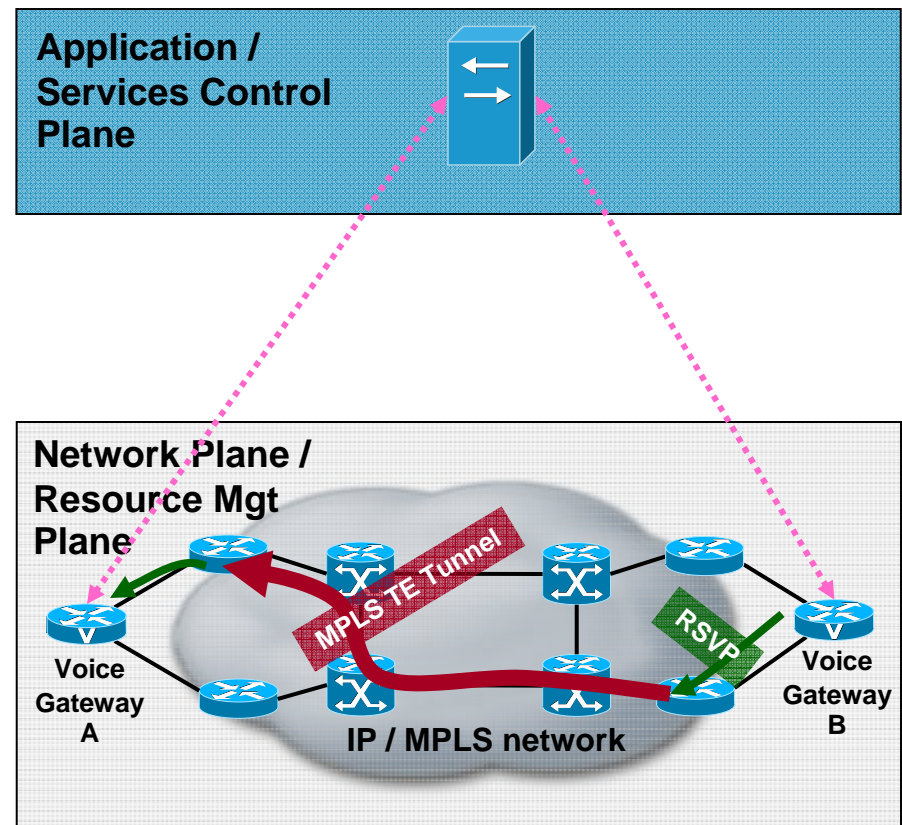 Application /
Services Control
Plane
Network Plane /
Resource Mgt
Plane
MPLS TE Tunnel
RSVP
V
Voice
Gateway
A
V
Voice
Gateway
B
IP / MPLS network